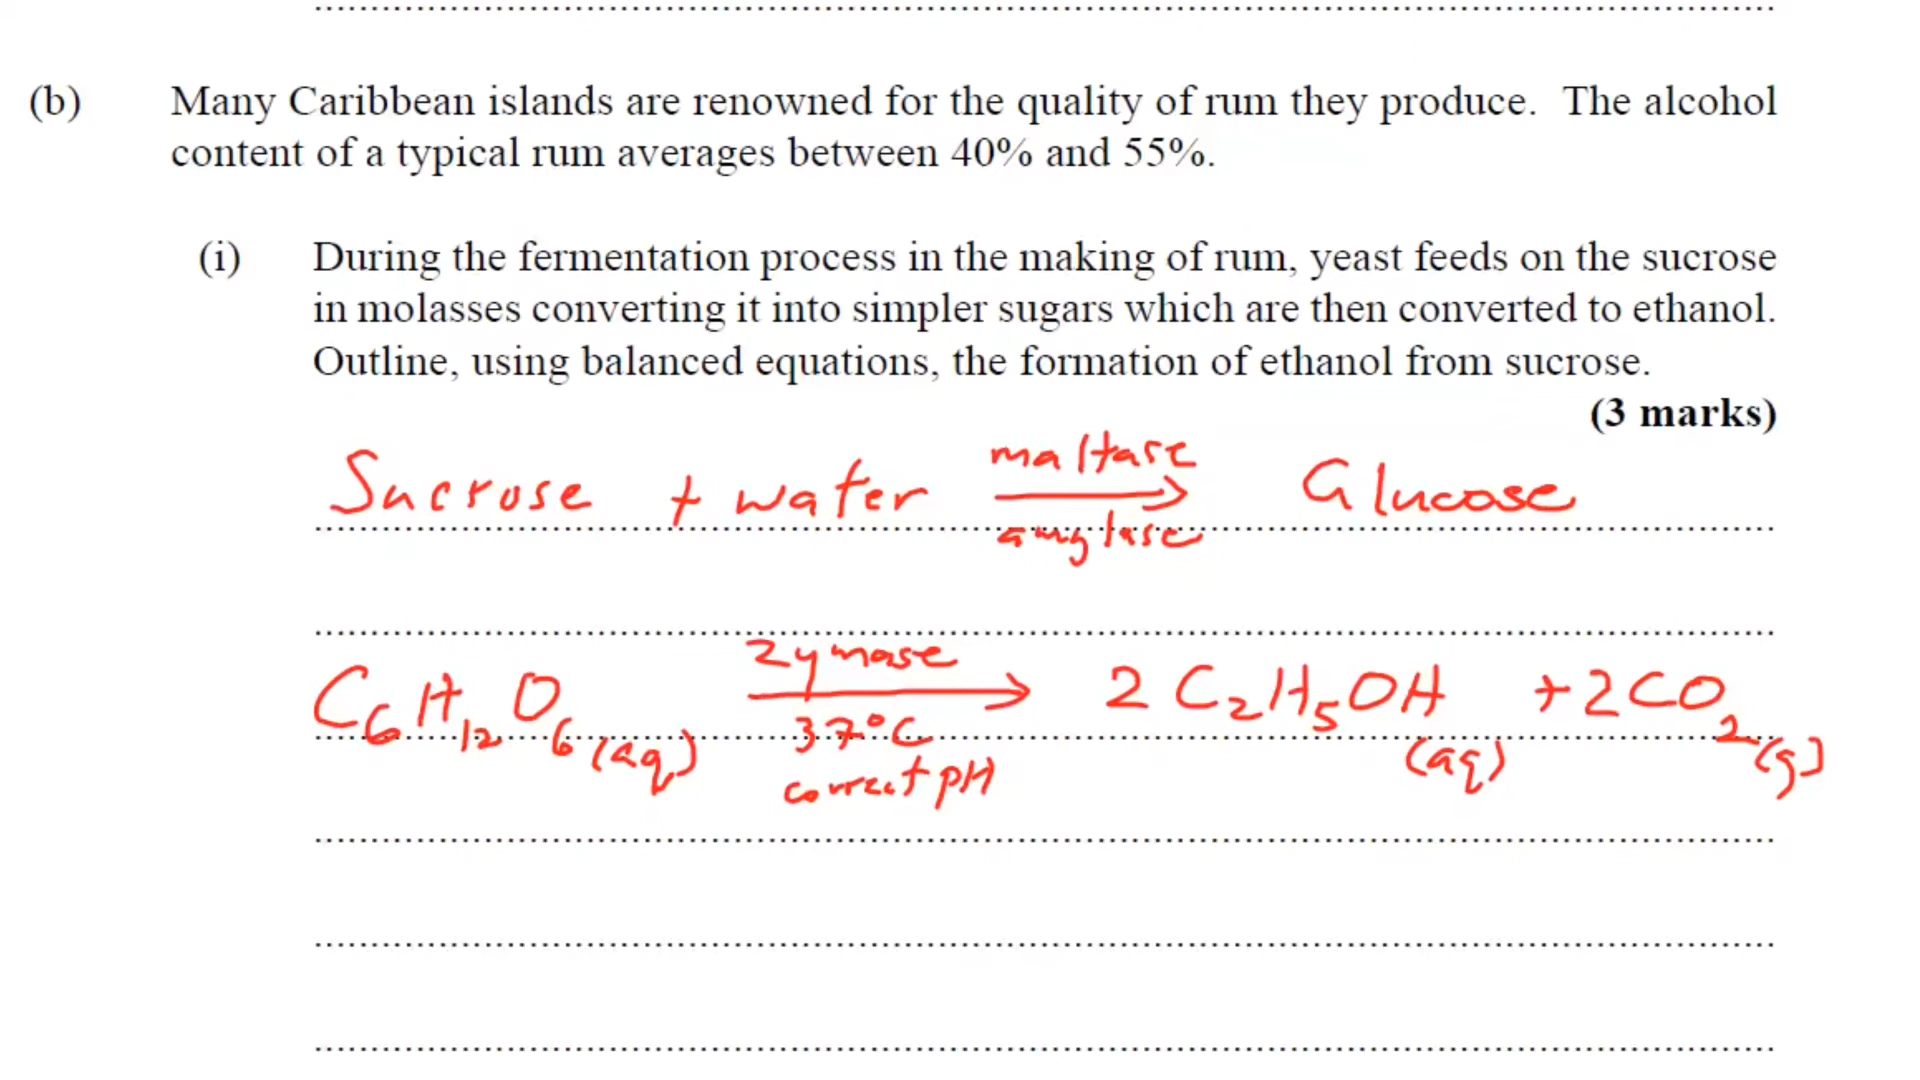 (b) Many Caribbean islands are renowned for the quality of rum they produce. The alcohol
content of a typical rum averages between 40% and 55%.
(i) During the fermentation process in the making of rum, yeast feeds on the sucrose
in molasses converting it into simpler sugars which are then converted to ethanol.
Outline, using balanced equations, the formation of ethanol from sucrose.
(3 marks)
maltase
Sucrose + water → Glucose
amylase
zymase
C₆H₁₂O₆(aq) → 2C₂H₅OH(aq) + 2CO₂(g)
37°C
correct pH